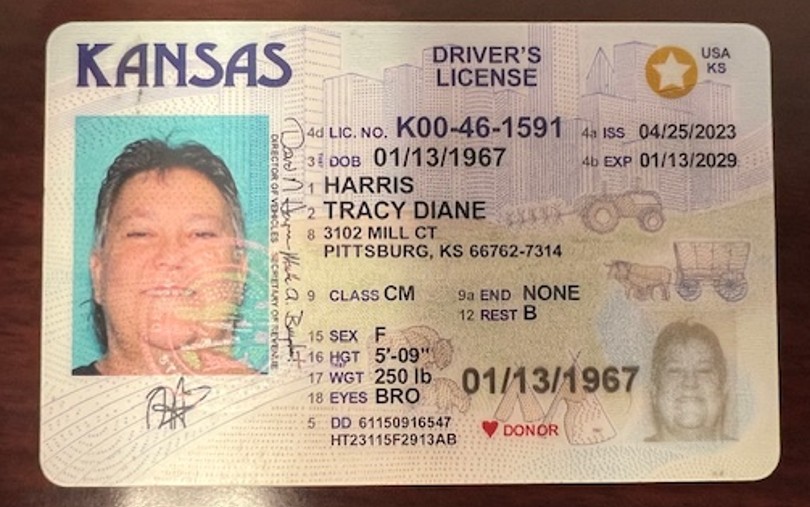 KANSAS
DRIVER'S
LICENSE
USA
KS
4d LIC. NO. K00-46-1591
4a ISS 04/25/2023
3 DOB 01/13/1967
4b EXP 01/13/2029
1 HARRIS
2 TRACY DIANE
8 3102 MILL CT
PITTSBURG, KS 66762-7314
9 CLASS CM
9a END NONE
12 REST B
15 SEX F
16 HGT 5'-09"
17 WGT 250 lb
18 EYES BRO
01/13/1967
5 DD 61150916547
HT23115F2913AB
DONOR
DIRECTOR OF VEHICLES SECRETARY OF REVENUE